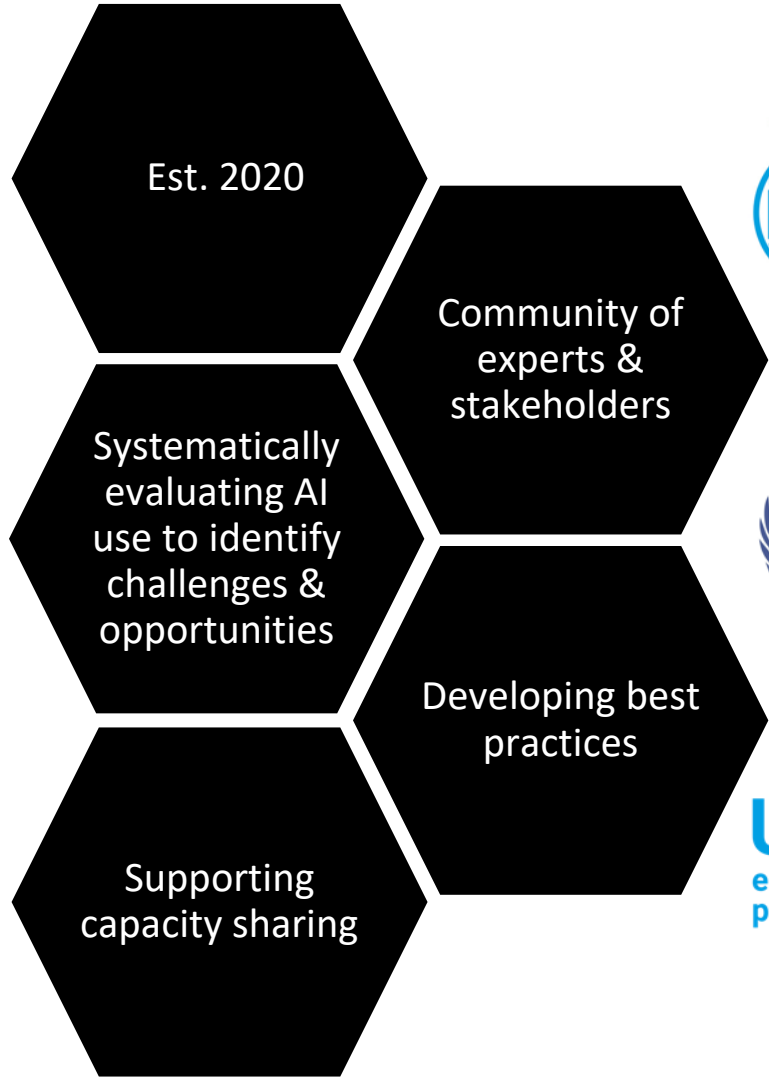 Est. 2020
Community of
experts &
stakeholders
Systematically
evaluating AI
use to identify
challenges &
opportunities
Developing best
practices
Supporting
capacity sharing